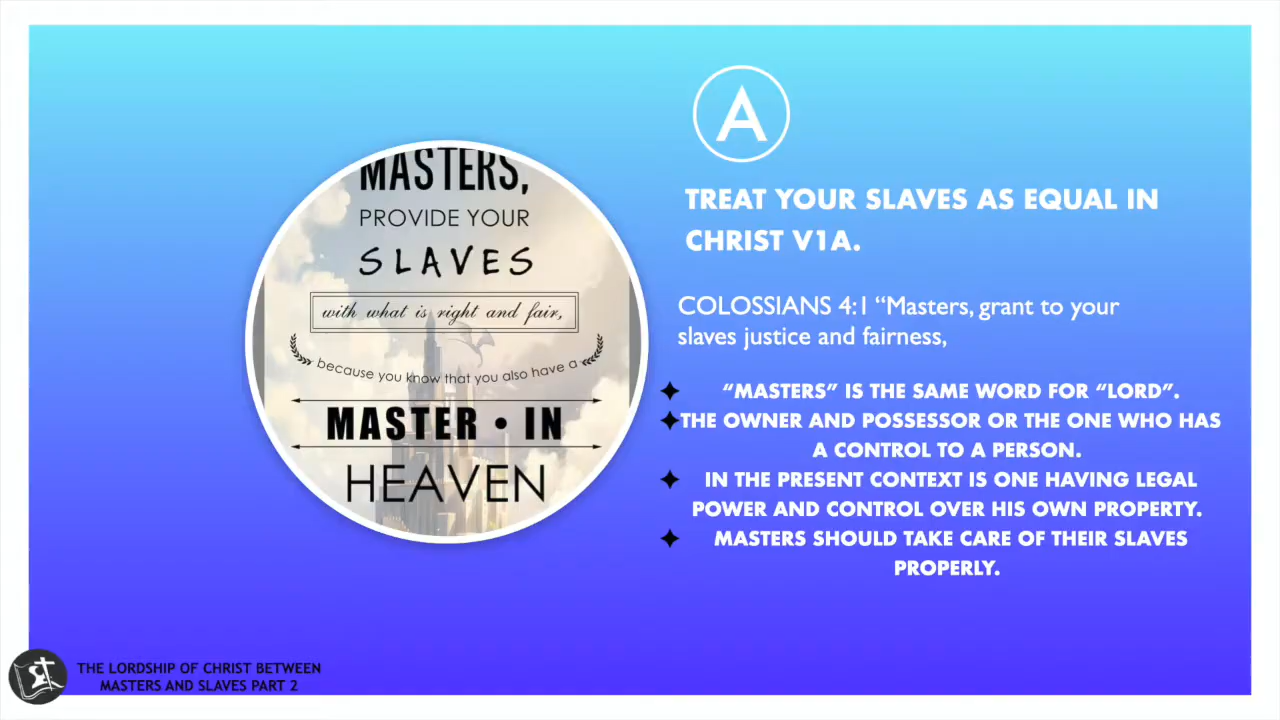 MASTERS,
PROVIDE YOUR
SLAVES
with what is right and fair,
because you know that you also have a
MASTER • IN
HEAVEN
A
TREAT YOUR SLAVES AS EQUAL IN
CHRIST V1A.
COLOSSIANS 4:1 “Masters, grant to your
slaves justice and fairness,
✦ “MASTERS” IS THE SAME WORD FOR “LORD”.
✦ THE OWNER AND POSSESSOR OR THE ONE WHO HAS
A CONTROL TO A PERSON.
✦ IN THE PRESENT CONTEXT IS ONE HAVING LEGAL
POWER AND CONTROL OVER HIS OWN PROPERTY.
✦ MASTERS SHOULD TAKE CARE OF THEIR SLAVES
PROPERLY.
THE LORDSHIP OF CHRIST BETWEEN
MASTERS AND SLAVES PART 2